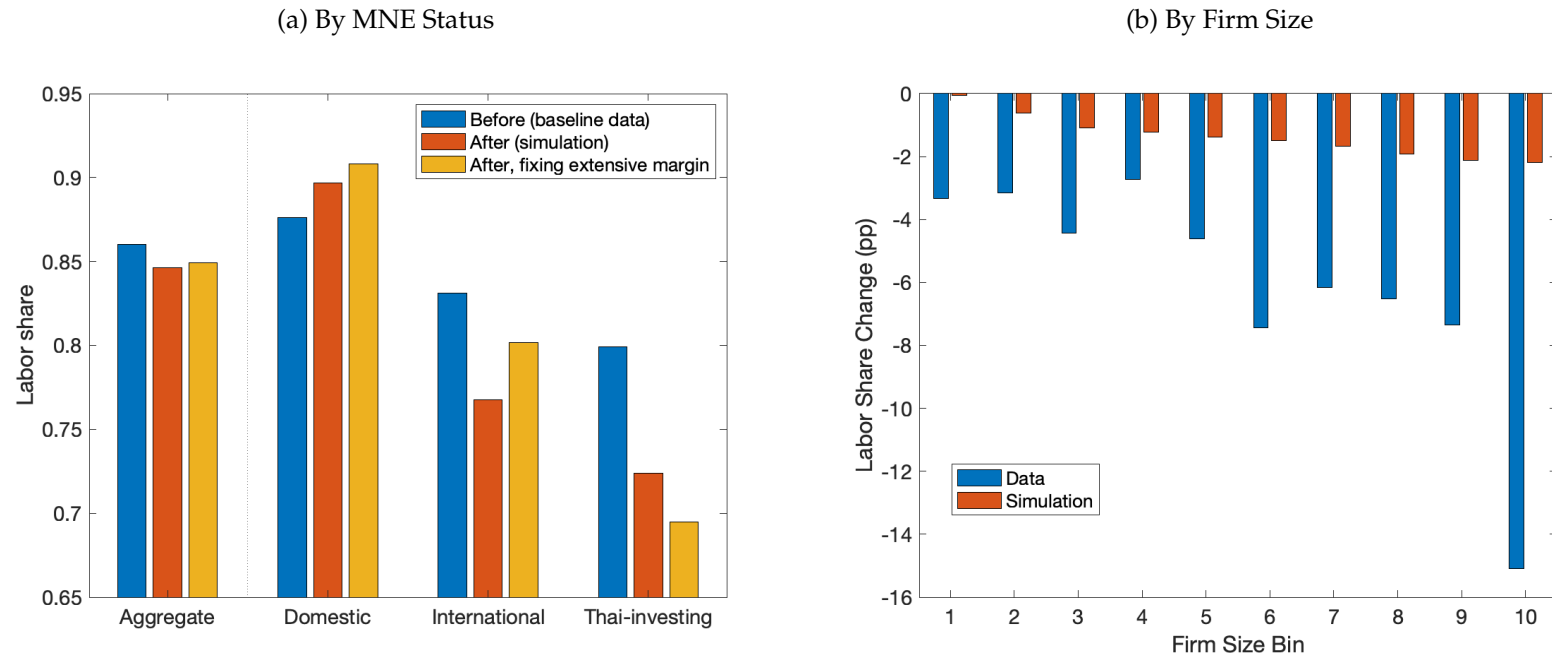 (a) By MNE Status
0.95
0.9
0.85
0.8
0.75
0.7
0.65
Labor share
Before (baseline data)
After (simulation)
After, fixing extensive margin
Aggregate Domestic International Thai-investing
(b) By Firm Size
0
-2
-4
-6
-8
-10
-12
-14
-16
Labor Share Change (pp)
Data
Simulation
1 2 3 4 5 6 7 8 9 10
Firm Size Bin